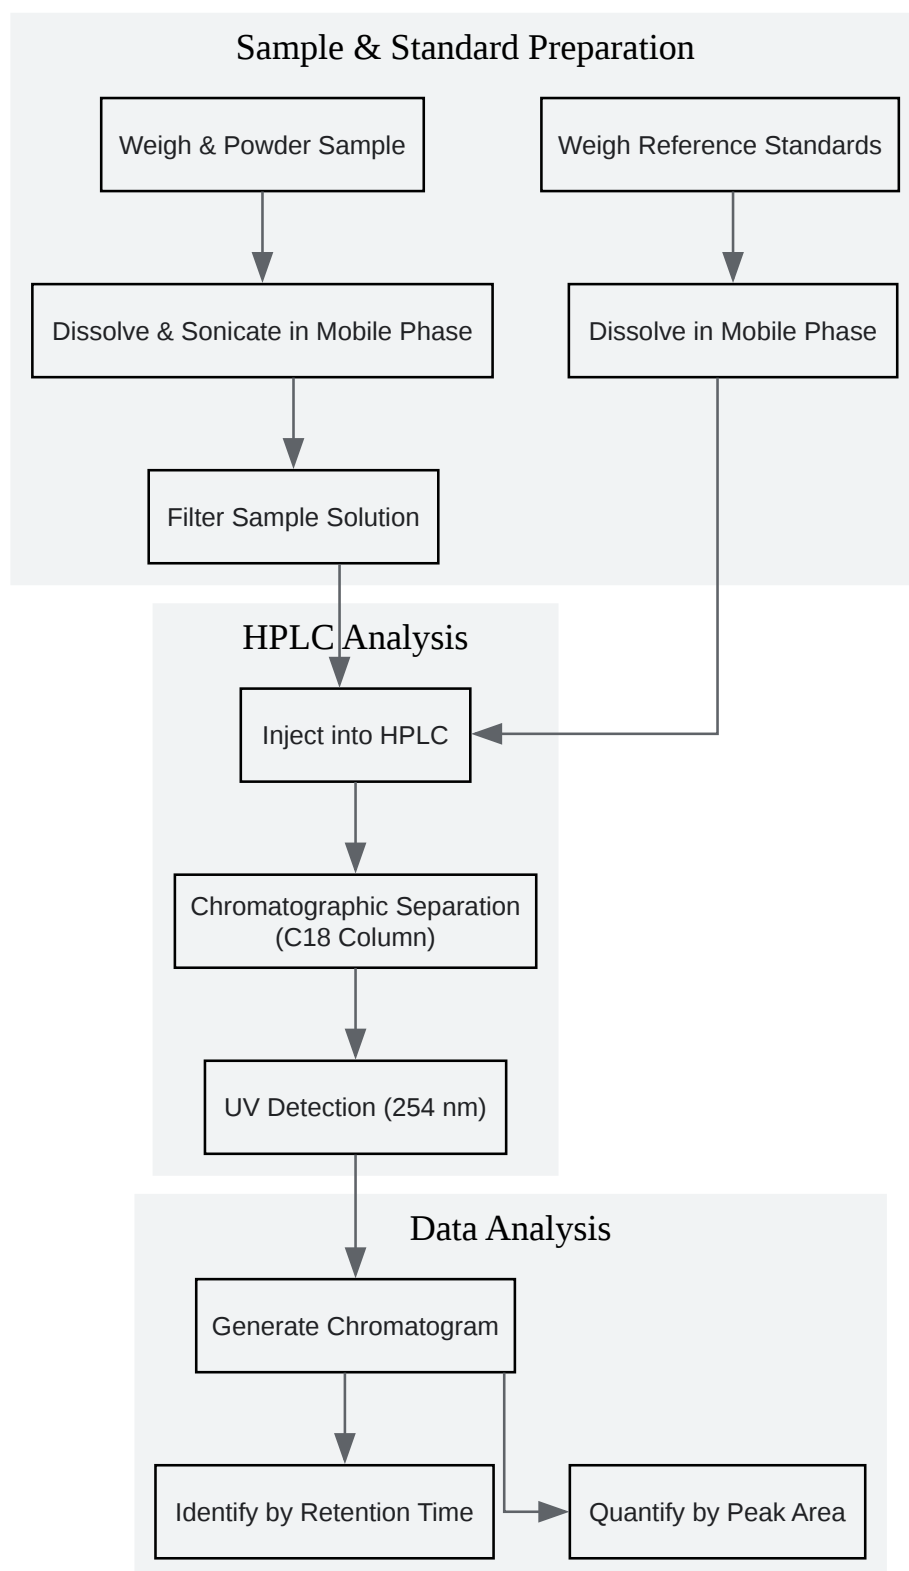 Sample & Standard Preparation
Weigh & Powder Sample
Weigh Reference Standards
Dissolve & Sonicate in Mobile Phase
Dissolve in Mobile Phase
Filter Sample Solution
HPLC Analysis
Inject into HPLC
Chromatographic Separation
(C18 Column)
UV Detection (254 nm)
Data Analysis
Generate Chromatogram
Identify by Retention Time
Quantify by Peak Area